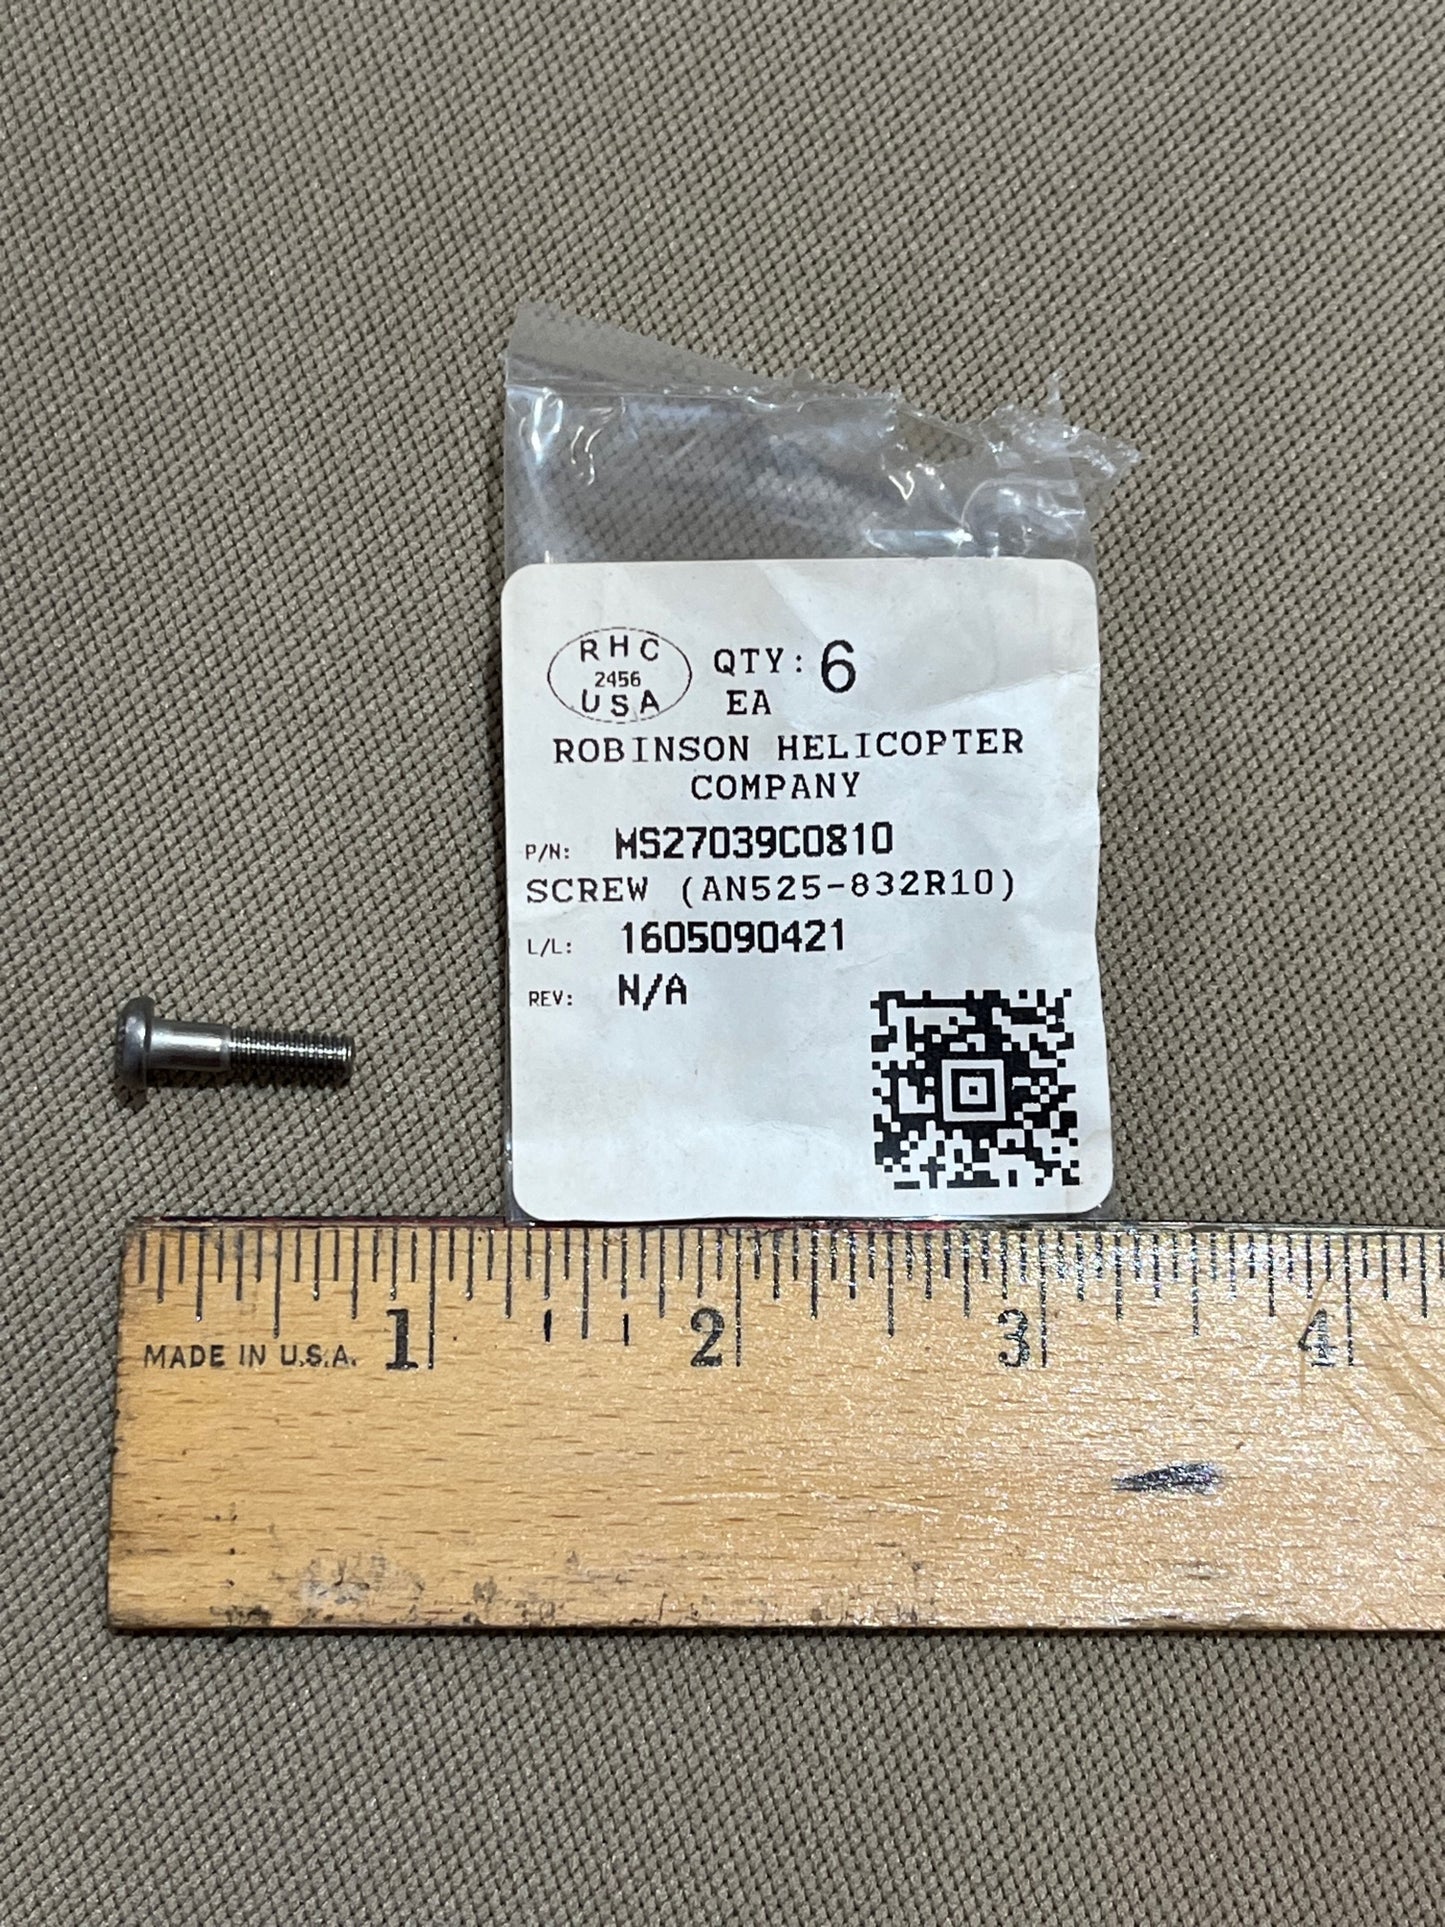 RHC
2456
USA
QTY: 6
EA
ROBINSON HELICOPTER
COMPANY
P/N: MS27039C0810
SCREW (AN525-832R10)
L/L: 1605090421
REV: N/A
MADE IN U.S.A. 1 2 3 4